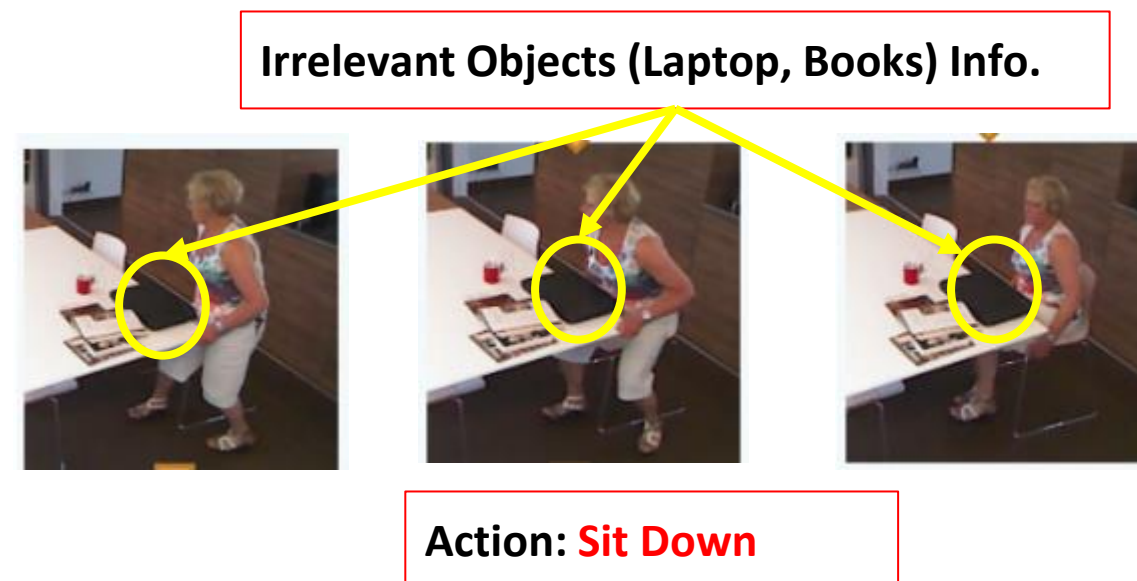 Irrelevant Objects (Laptop, Books) Info.
Action: Sit Down